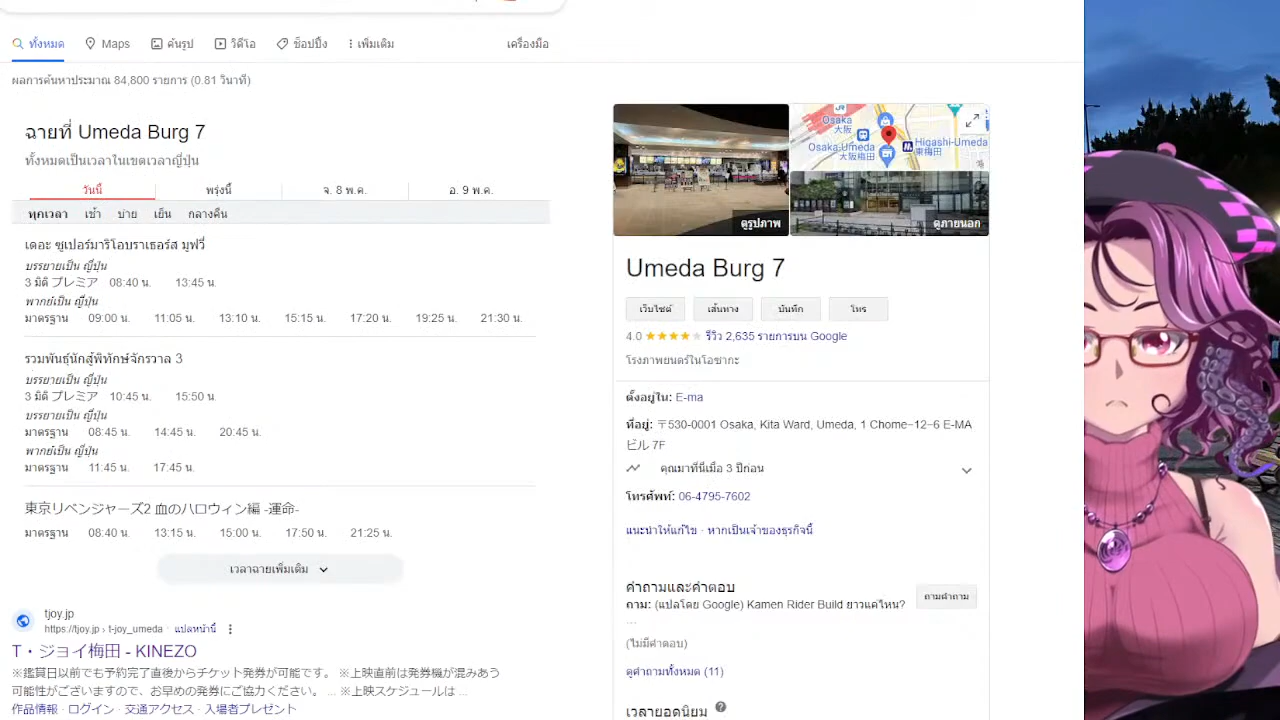 ทั้งหมด
Maps
ค้นรูป
วิดีโอ
ช็อปปิ้ง
เพิ่มเติม
เครื่องมือ
ผลการค้นหาประมาณ 84,800 รายการ (0.81 วินาที)
ฉายที่ Umeda Burg 7
ทั้งหมดเป็นเวลาในเขตเวลาญี่ปุ่น
วันนี้
พรุ่งนี้
จ. 8 พ.ค.
อ. 9 พ.ค.
ทุกเวลา เช้า บ่าย เย็น กลางคืน
เดอะ ซูเปอร์มาริโอบราเธอร์ส มูฟวี่
บรรยายเป็น ญี่ปุ่น
3 มิติ プレミア 08:40 น. 13:45 น.
พากย์เป็น ญี่ปุ่น
มาตรฐาน 09:00 น. 11:05 น. 13:10 น. 15:15 น. 17:20 น. 19:25 น. 21:30 น.
รวมพันธุ์นักสู้พิทักษ์จักรวาล 3
บรรยายเป็น ญี่ปุ่น
3 มิติ プレミア 10:45 น. 15:50 น.
บรรยายเป็น ญี่ปุ่น
มาตรฐาน 08:45 น. 14:45 น. 20:45 น.
พากย์เป็น ญี่ปุ่น
มาตรฐาน 11:45 น. 17:45 น.
東京リベンジャーズ2 血のハロウィン編 -運命-
มาตรฐาน 08:40 น. 13:15 น. 15:00 น. 17:50 น. 21:25 น.
เวลาฉายเพิ่มเติม
tjoy.jp
https://tjoy.jp › t-joy_umeda · แปลหน้านี้
T・ジョイ梅田 - KINEZO
※鑑賞日以前でも予約完了直後からチケット発券が可能です。 ※上映直前は発券機が混みあう
可能性がございますので、お早めの発券にご協力ください。 ... ※上映スケジュールは ...
作品情報 · ログイン · 交通アクセス · 入場者プレゼント
JR
Osaka
大阪
Osaka-Umeda
大阪梅田
Higashi-Umeda
東梅田
ดูรูปภาพ
ดูภายนอก
Umeda Burg 7
เว็บไซต์
เส้นทาง
บันทึก
โทร
4.0 รีวิว 2,635 รายการบน Google
โรงภาพยนตร์ในโอซากะ
ตั้งอยู่ใน: E-ma
ที่อยู่: 〒530-0001 Osaka, Kita Ward, Umeda, 1 Chome−12−6 E-MA
ビル 7F
คุณมาที่นี่เมื่อ 3 ปีก่อน
โทรศัพท์: 06-4795-7602
แนะนำให้แก้ไข · หากเป็นเจ้าของธุรกิจนี้
คำถามและคำตอบ
ถาม: (แปลโดย Google) Kamen Rider Build ยาวแค่ไหน?
...
ถามคำถาม
(ไม่มีคำตอบ)
ดูคำถามทั้งหมด (11)
เวลายอดนิยม